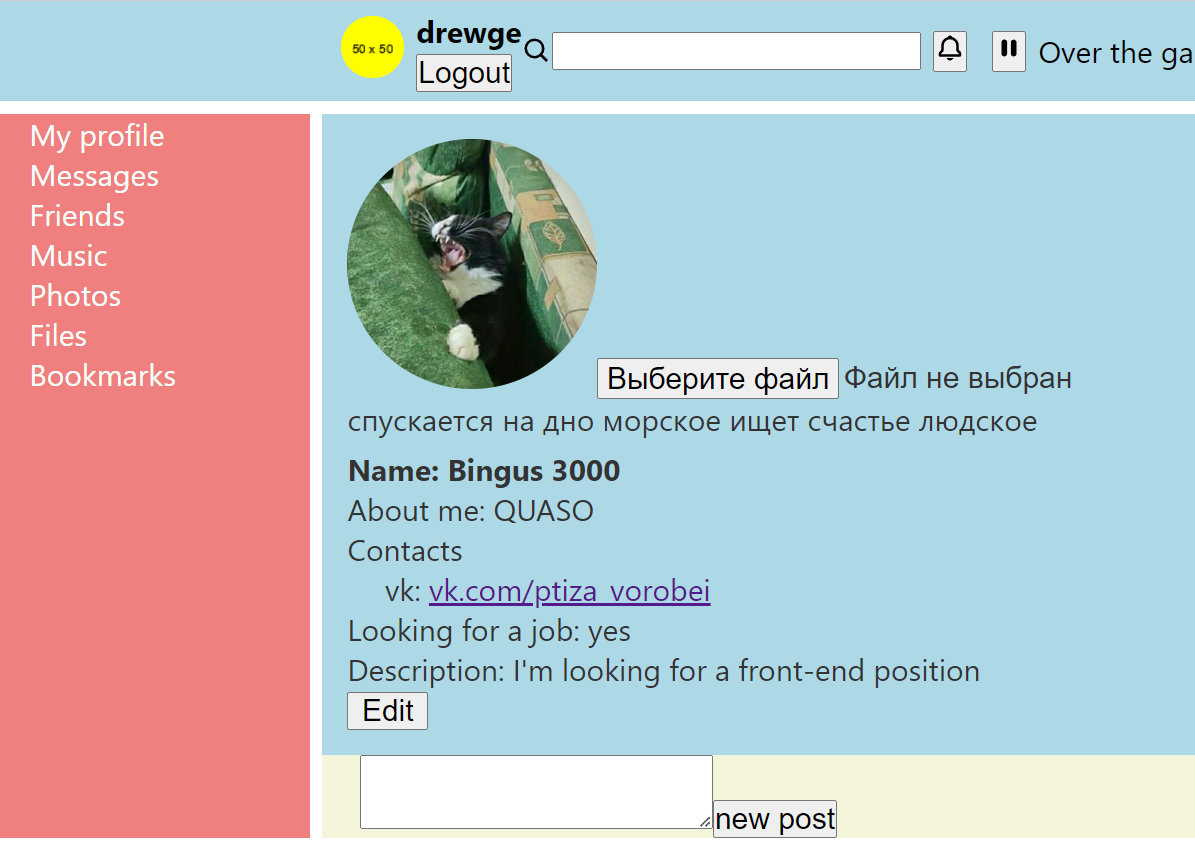 50 x 50
drewge
Logout
Over the ga
My profile
Messages
Friends
Music
Photos
Files
Bookmarks
Выберите файл Файл не выбран
спускается на дно морское ищет счастье людское
Name: Bingus 3000
About me: QUASO
Contacts
vk: vk.com/ptiza_vorobei
Looking for a job: yes
Description: I'm looking for a front-end position
Edit
new post